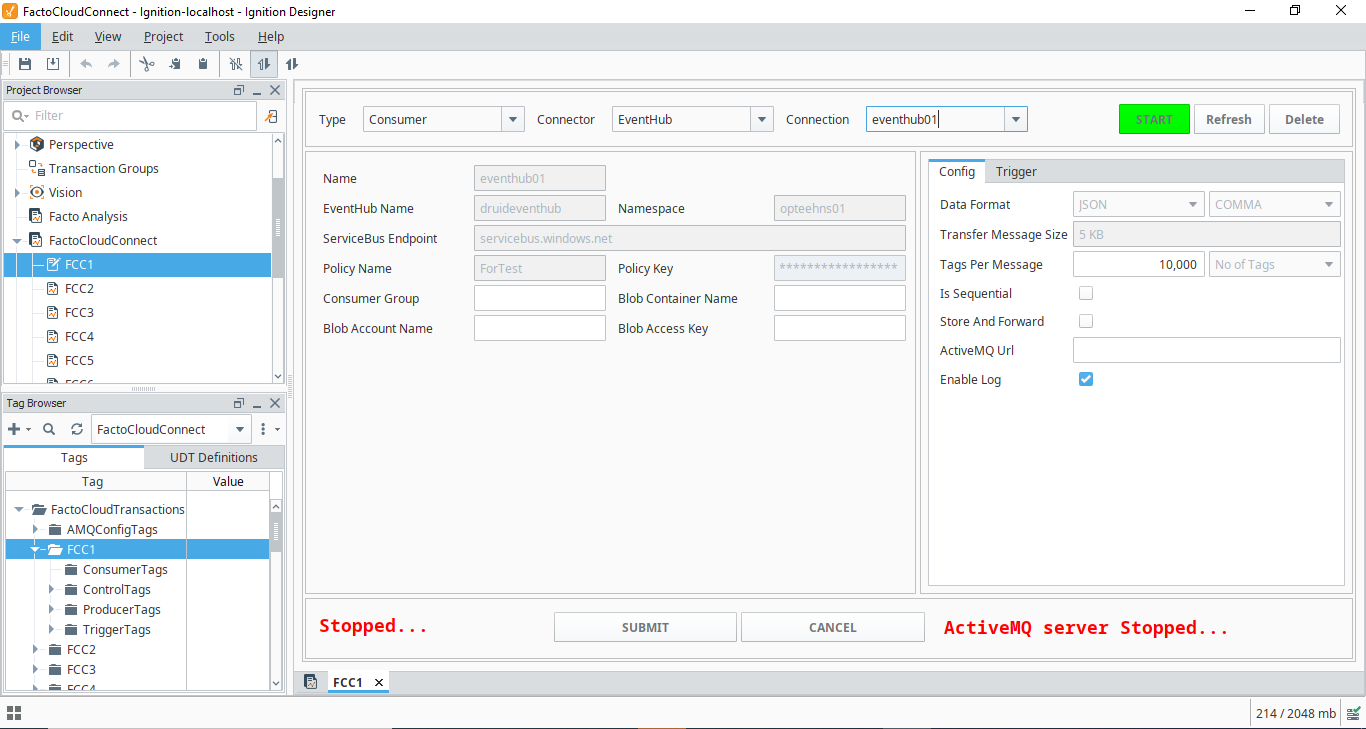 FactoCloudConnect - Ignition-localhost - Ignition Designer
File Edit View Project Tools Help
Project Browser
Filter
Perspective
Transaction Groups
Vision
Facto Analysis
FactoCloudConnect
FCC1
FCC2
FCC3
FCC4
FCC5
Tag Browser
FactoCloudConnect
Tags UDT Definitions
Tag Value
FactoCloudTransactions
AMQConfigTags
FCC1
ConsumerTags
ControlTags
ProducerTags
TriggerTags
FCC2
FCC3
FCC4
Type Consumer Connector EventHub Connection eventhub01 START Refresh Delete
Name eventhub01
EventHub Name druideventhub Namespace opteehns01
ServiceBus Endpoint servicebus.windows.net
Policy Name ForTest Policy Key *****************
Consumer Group Blob Container Name
Blob Account Name Blob Access Key
Config Trigger
Data Format JSON COMMA
Transfer Message Size 5 KB
Tags Per Message 10,000 No of Tags
Is Sequential
Store And Forward
ActiveMQ Url
Enable Log
Stopped... SUBMIT CANCEL ActiveMQ server Stopped...
FCC1
214 / 2048 mb